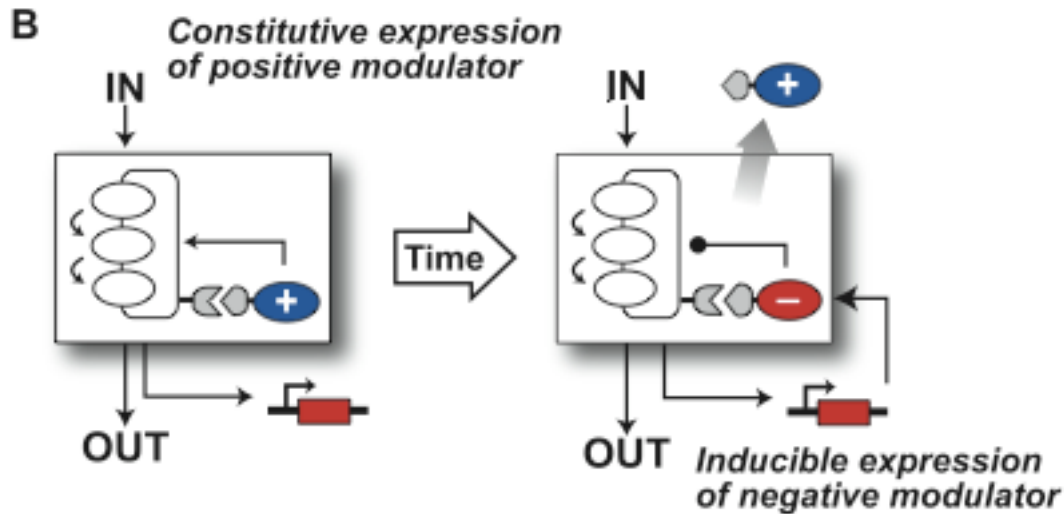 B
Constitutive expression
of positive modulator
IN
IN
+
Time
+
−
OUT
OUT
Inducible expression
of negative modulator